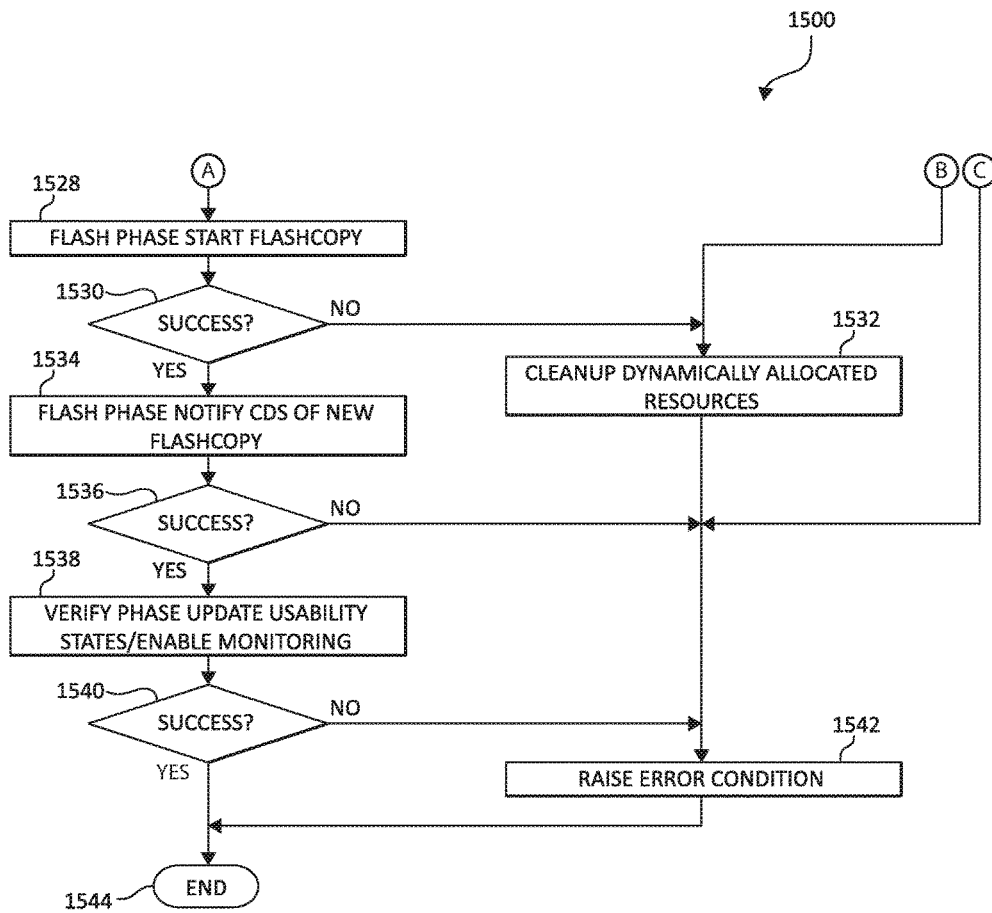 1500
A
B
C
1528
FLASH PHASE START FLASHCOPY
1530
SUCCESS?
NO
YES
1532
CLEANUP DYNAMICALLY ALLOCATED
RESOURCES
1534
FLASH PHASE NOTIFY CDS OF NEW
FLASHCOPY
1536
SUCCESS?
NO
YES
1538
VERIFY PHASE UPDATE USABILITY
STATES/ENABLE MONITORING
1540
SUCCESS?
NO
YES
1542
RAISE ERROR CONDITION
END
1544